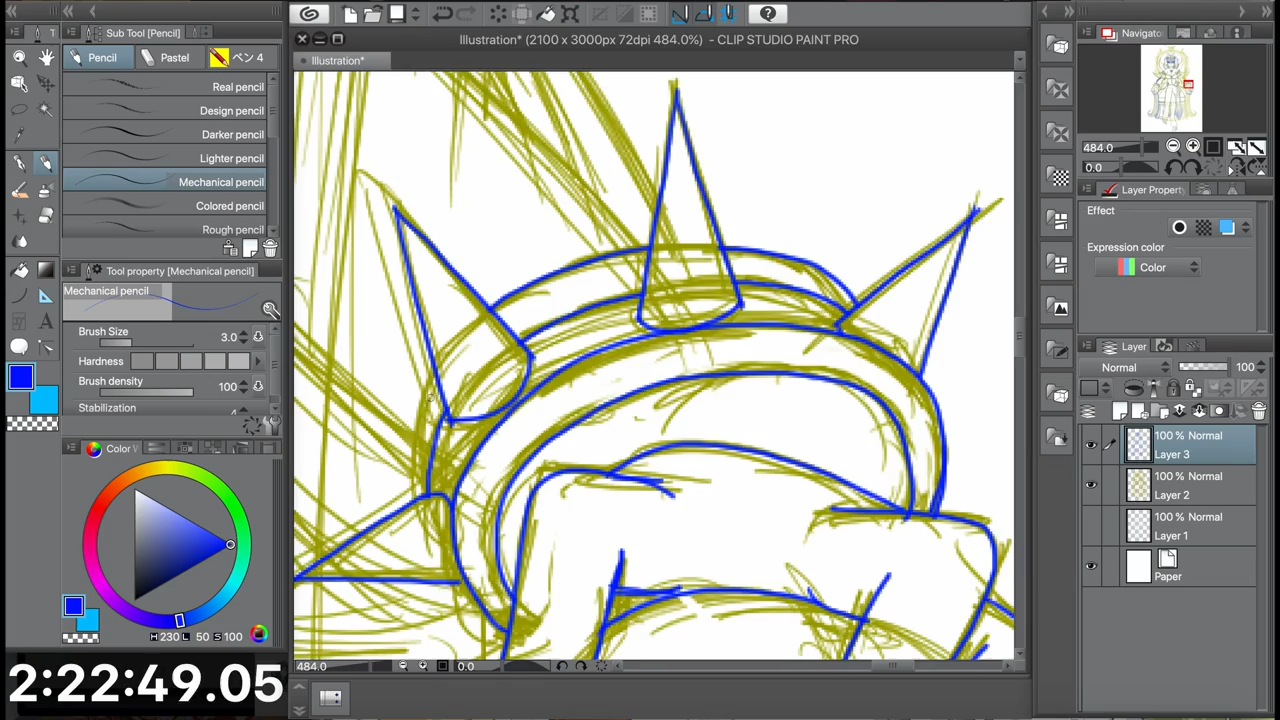 Sub Tool [Pencil]
Pencil
Pastel
ペン 4
Real pencil
Design pencil
Darker pencil
Lighter pencil
Mechanical pencil
Colored pencil
Rough pencil
Tool property [Mechanical pencil]
Mechanical pencil
Brush Size
3.0
Hardness
Brush density
100
Stabilization
4
Color
H 230 L 50 S 100
2:22:49.05
Illustration* (2100 x 3000px 72dpi 484.0%) - CLIP STUDIO PAINT PRO
Illustration*
484.0
0.0
Navigato
484.0
0.0
Layer Property
Effect
Expression color
Color
Layer
Normal
100
100 % Normal
Layer 3
100 % Normal
Layer 2
100 % Normal
Layer 1
Paper